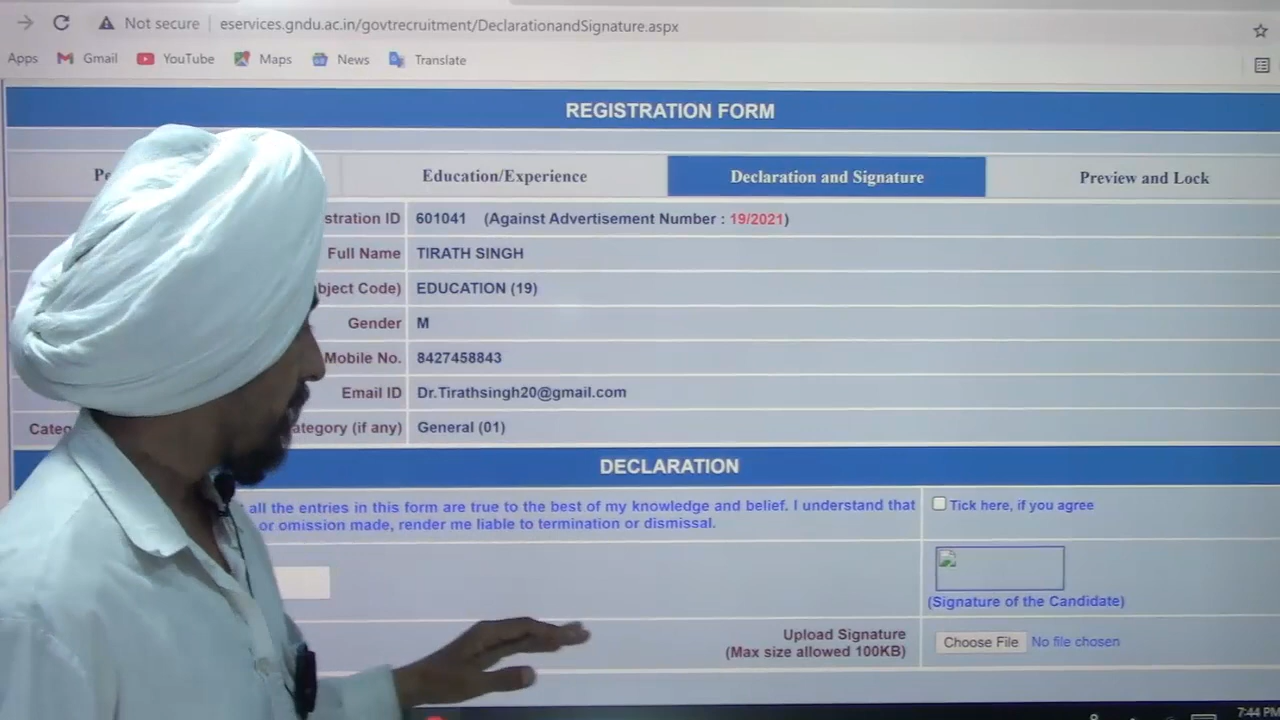 Not secure eservices.gndu.ac.in/govtrecruitment/DeclarationandSignature.aspx
Apps Gmail YouTube Maps News Translate
REGISTRATION FORM
Education/Experience Declaration and Signature Preview and Lock
stration ID 601041 (Against Advertisement Number : 19/2021)
Full Name TIRATH SINGH
bject Code) EDUCATION (19)
Gender M
Mobile No. 8427458843
Email ID Dr.Tirathsingh20@gmail.com
Categ ategory (if any) General (01)
DECLARATION
all the entries in this form are true to the best of my knowledge and belief. I understand that
or omission made, render me liable to termination or dismissal.
Tick here, if you agree
(Signature of the Candidate)
Upload Signature
(Max size allowed 100KB)
Choose File No file chosen
7:44 PM